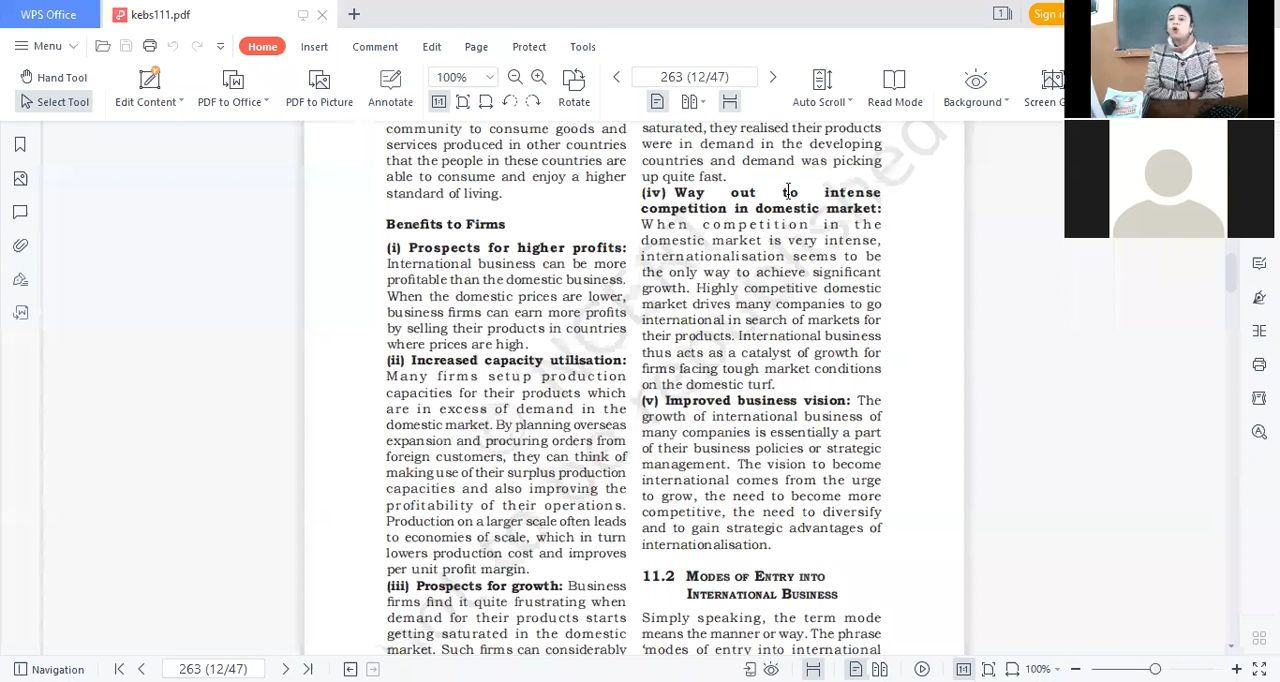 WPS Office
kebs111.pdf
1
Sign in
Menu
Home
Insert
Comment
Edit
Page
Protect
Tools
Hand Tool
Select Tool
Edit Content
PDF to Office
PDF to Picture
Annotate
100%
Rotate
263 (12/47)
Auto Scroll
Read Mode
Background
Screen G
community to consume goods and
services produced in other countries
that the people in these countries are
able to consume and enjoy a higher
standard of living.
Benefits to Firms
(i) Prospects for higher profits:
International business can be more
profitable than the domestic business.
When the domestic prices are lower,
business firms can earn more profits
by selling their products in countries
where prices are high.
(ii) Increased capacity utilisation:
Many firms setup production
capacities for their products which
are in excess of demand in the
domestic market. By planning overseas
expansion and procuring orders from
foreign customers, they can think of
making use of their surplus production
capacities and also improving the
profitability of their operations.
Production on a larger scale often leads
to economies of scale, which in turn
lowers production cost and improves
per unit profit margin.
(iii) Prospects for growth: Business
firms find it quite frustrating when
demand for their products starts
getting saturated in the domestic
market. Such firms can considerably
saturated, they realised their products
were in demand in the developing
countries and demand was picking
up quite fast.
(iv) Way out to intense
competition in domestic market:
When competition in the
domestic market is very intense,
internationalisation seems to be
the only way to achieve significant
growth. Highly competitive domestic
market drives many companies to go
international in search of markets for
their products. International business
thus acts as a catalyst of growth for
firms facing tough market conditions
on the domestic turf.
(v) Improved business vision: The
growth of international business of
many companies is essentially a part
of their business policies or strategic
management. The vision to become
international comes from the urge
to grow, the need to become more
competitive, the need to diversify
and to gain strategic advantages of
internationalisation.
11.2 Modes of Entry into
International Business
Simply speaking, the term mode
means the manner or way. The phrase
'modes of entry into international
Navigation
263 (12/47)
100%